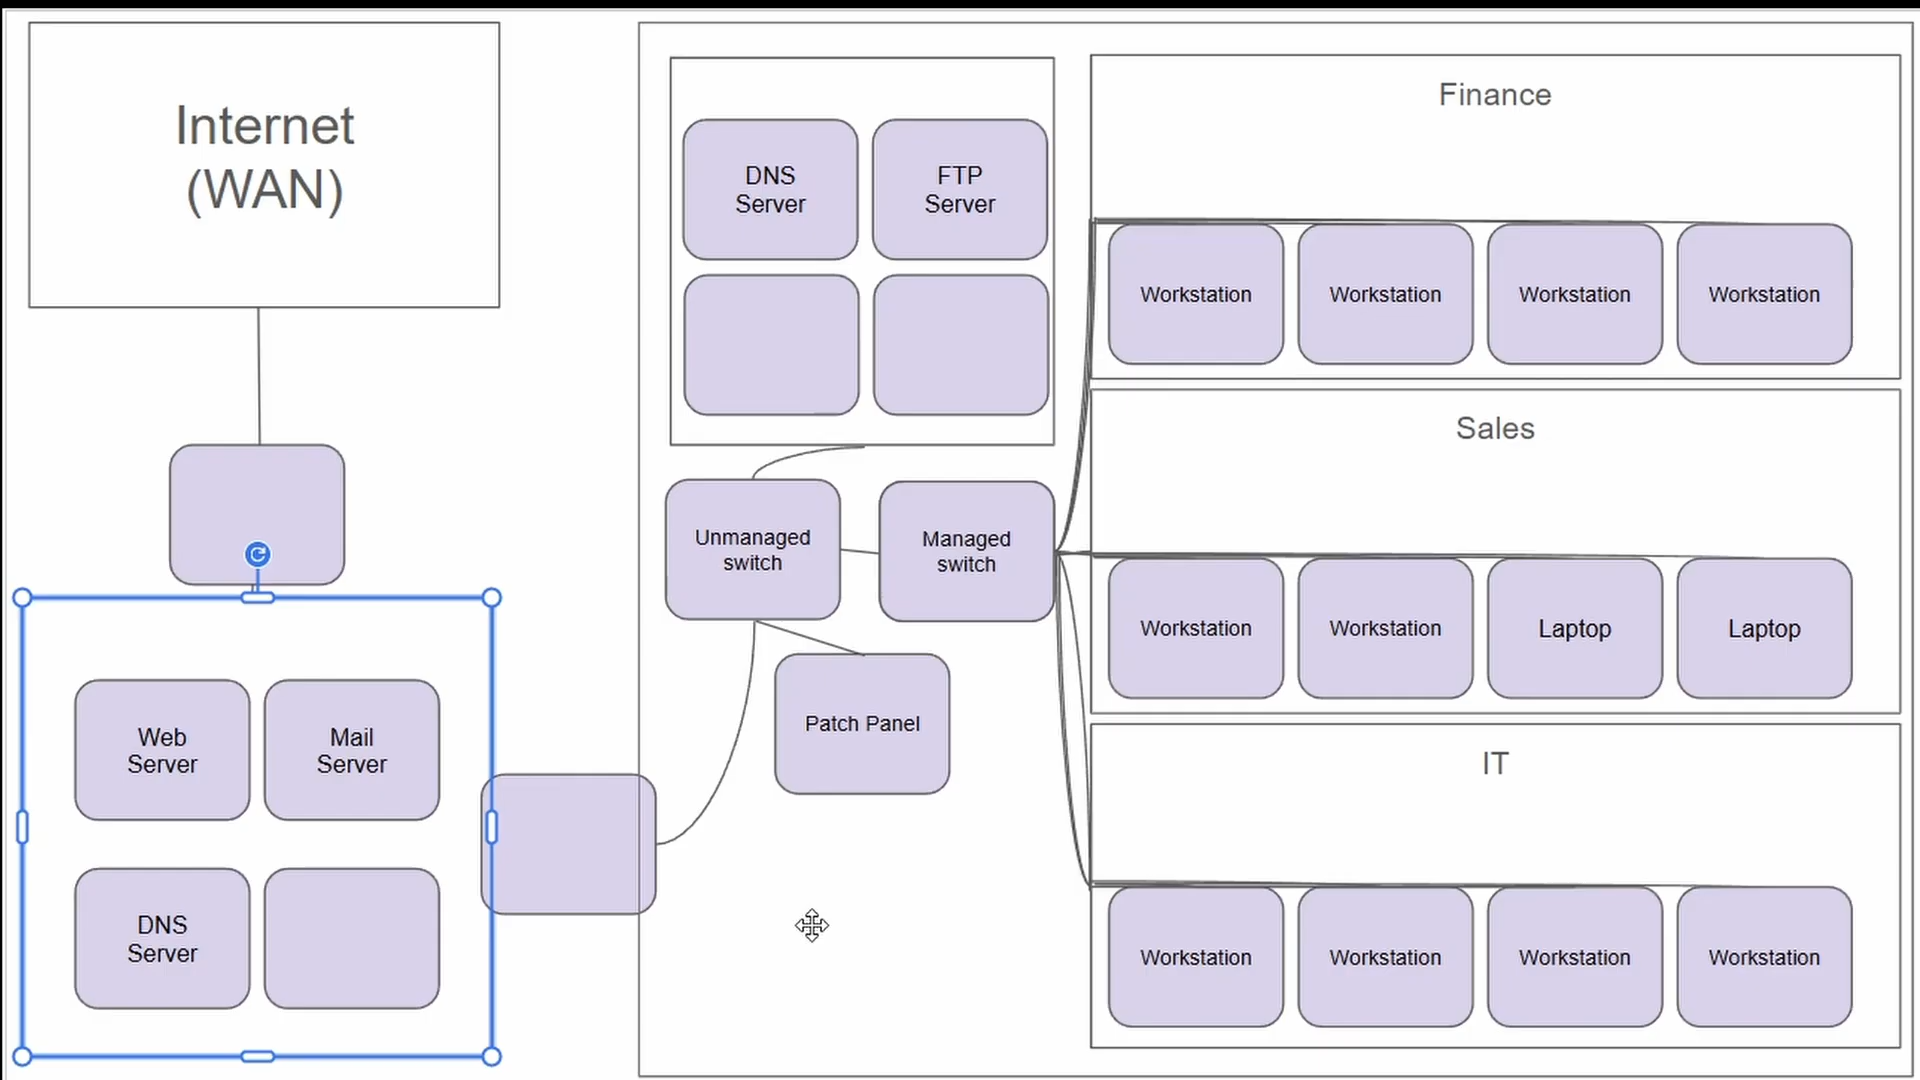 Internet
(WAN)
Web
Server
Mail
Server
DNS
Server
DNS
Server
FTP
Server
Unmanaged
switch
Managed
switch
Patch Panel
Finance
Workstation
Workstation
Workstation
Workstation
Sales
Workstation
Workstation
Laptop
Laptop
IT
Workstation
Workstation
Workstation
Workstation